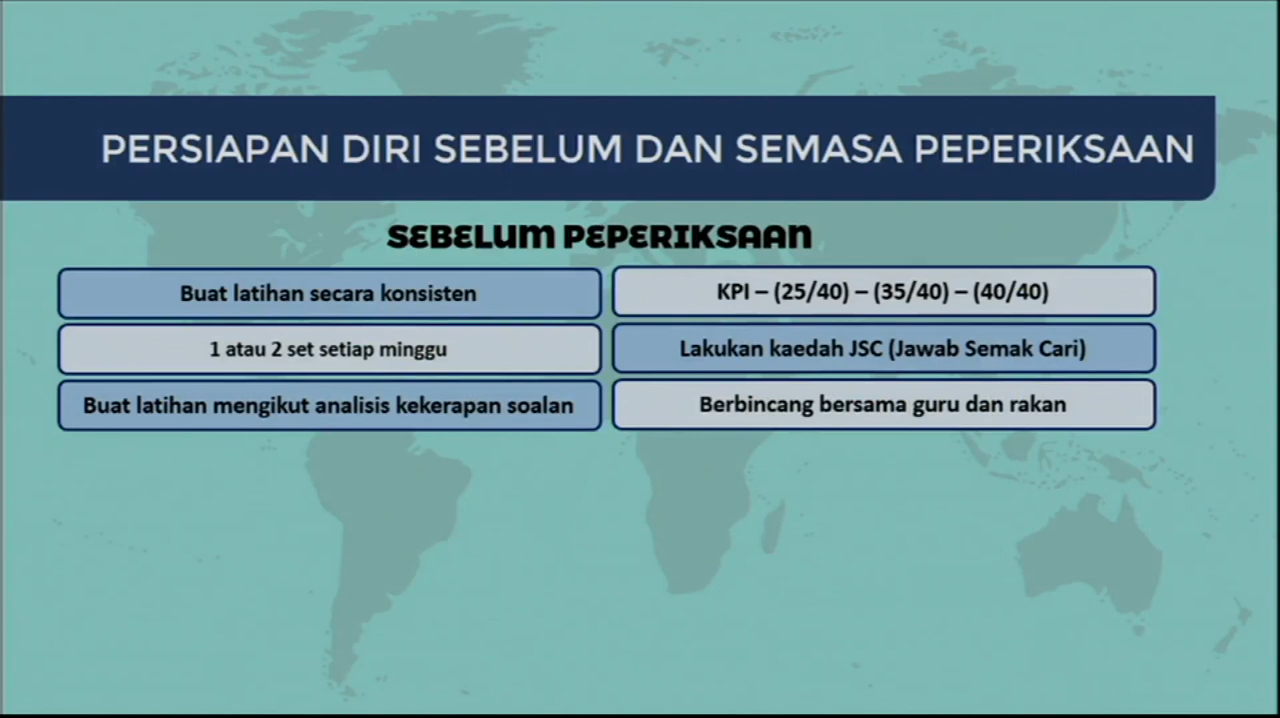 PERSIAPAN DIRI SEBELUM DAN SEMASA PEPERIKSAAN
SEBELUM PEPERIKSAAN
Buat latihan secara konsisten
KPI – (25/40) – (35/40) – (40/40)
1 atau 2 set setiap minggu
Lakukan kaedah JSC (Jawab Semak Cari)
Buat latihan mengikut analisis kekerapan soalan
Berbincang bersama guru dan rakan